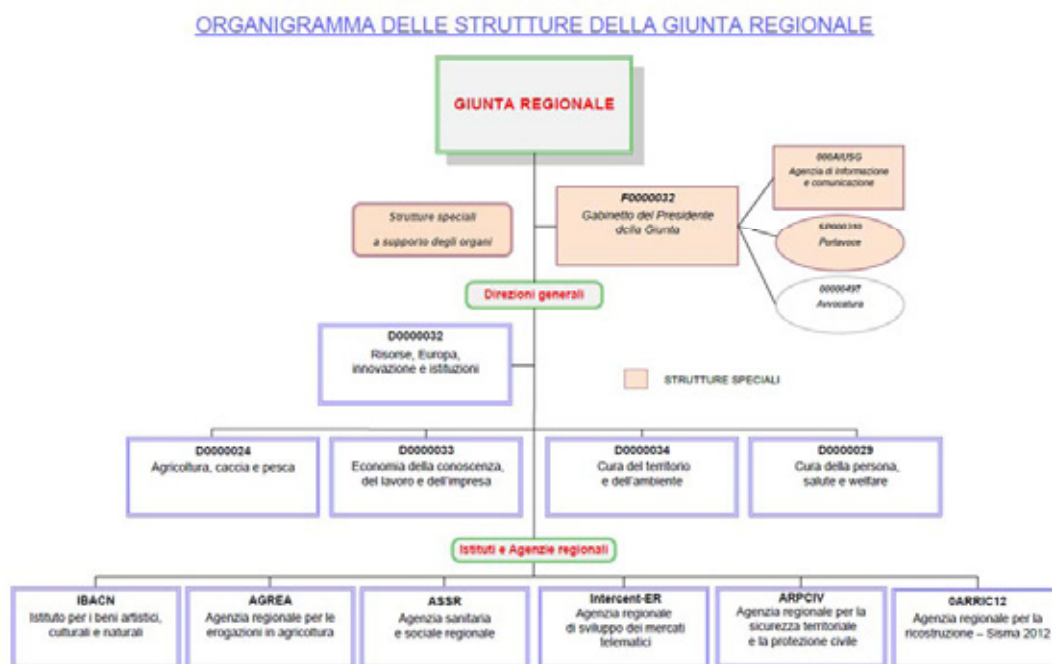 ORGANIGRAMMA DELLE STRUTTURE DELLA GIUNTA REGIONALE
GIUNTA REGIONALE
000AIUSG
Agenzia di informazione
e comunicazione
F0000032
Gabinetto del Presidente
della Giunta
Strutture speciali
a supporto degli organi
Portavoce
00000497
Avvocatura
Direzioni generali
D0000032
Risorse, Europa,
innovazione e istituzioni
STRUTTURE SPECIALI
D0000024
Agricoltura, caccia e pesca
D0000033
Economia della conoscenza,
del lavoro e dell'impresa
D0000034
Cura del territorio
e dell'ambiente
D0000029
Cura della persona,
salute e welfare
Istituti e Agenzie regionali
IBACN
Istituto per i beni artistici,
culturali e naturali
AGREA
Agenzia regionale per le
erogazioni in agricoltura
ASSR
Agenzia sanitaria
e sociale regionale
Intercent-ER
Agenzia regionale
di sviluppo dei mercati
telematici
ARPCIV
Agenzia regionale per la
sicurezza territoriale
e la protezione civile
0ARRIC12
Agenzia regionale per la
ricostruzione – Sisma 2012